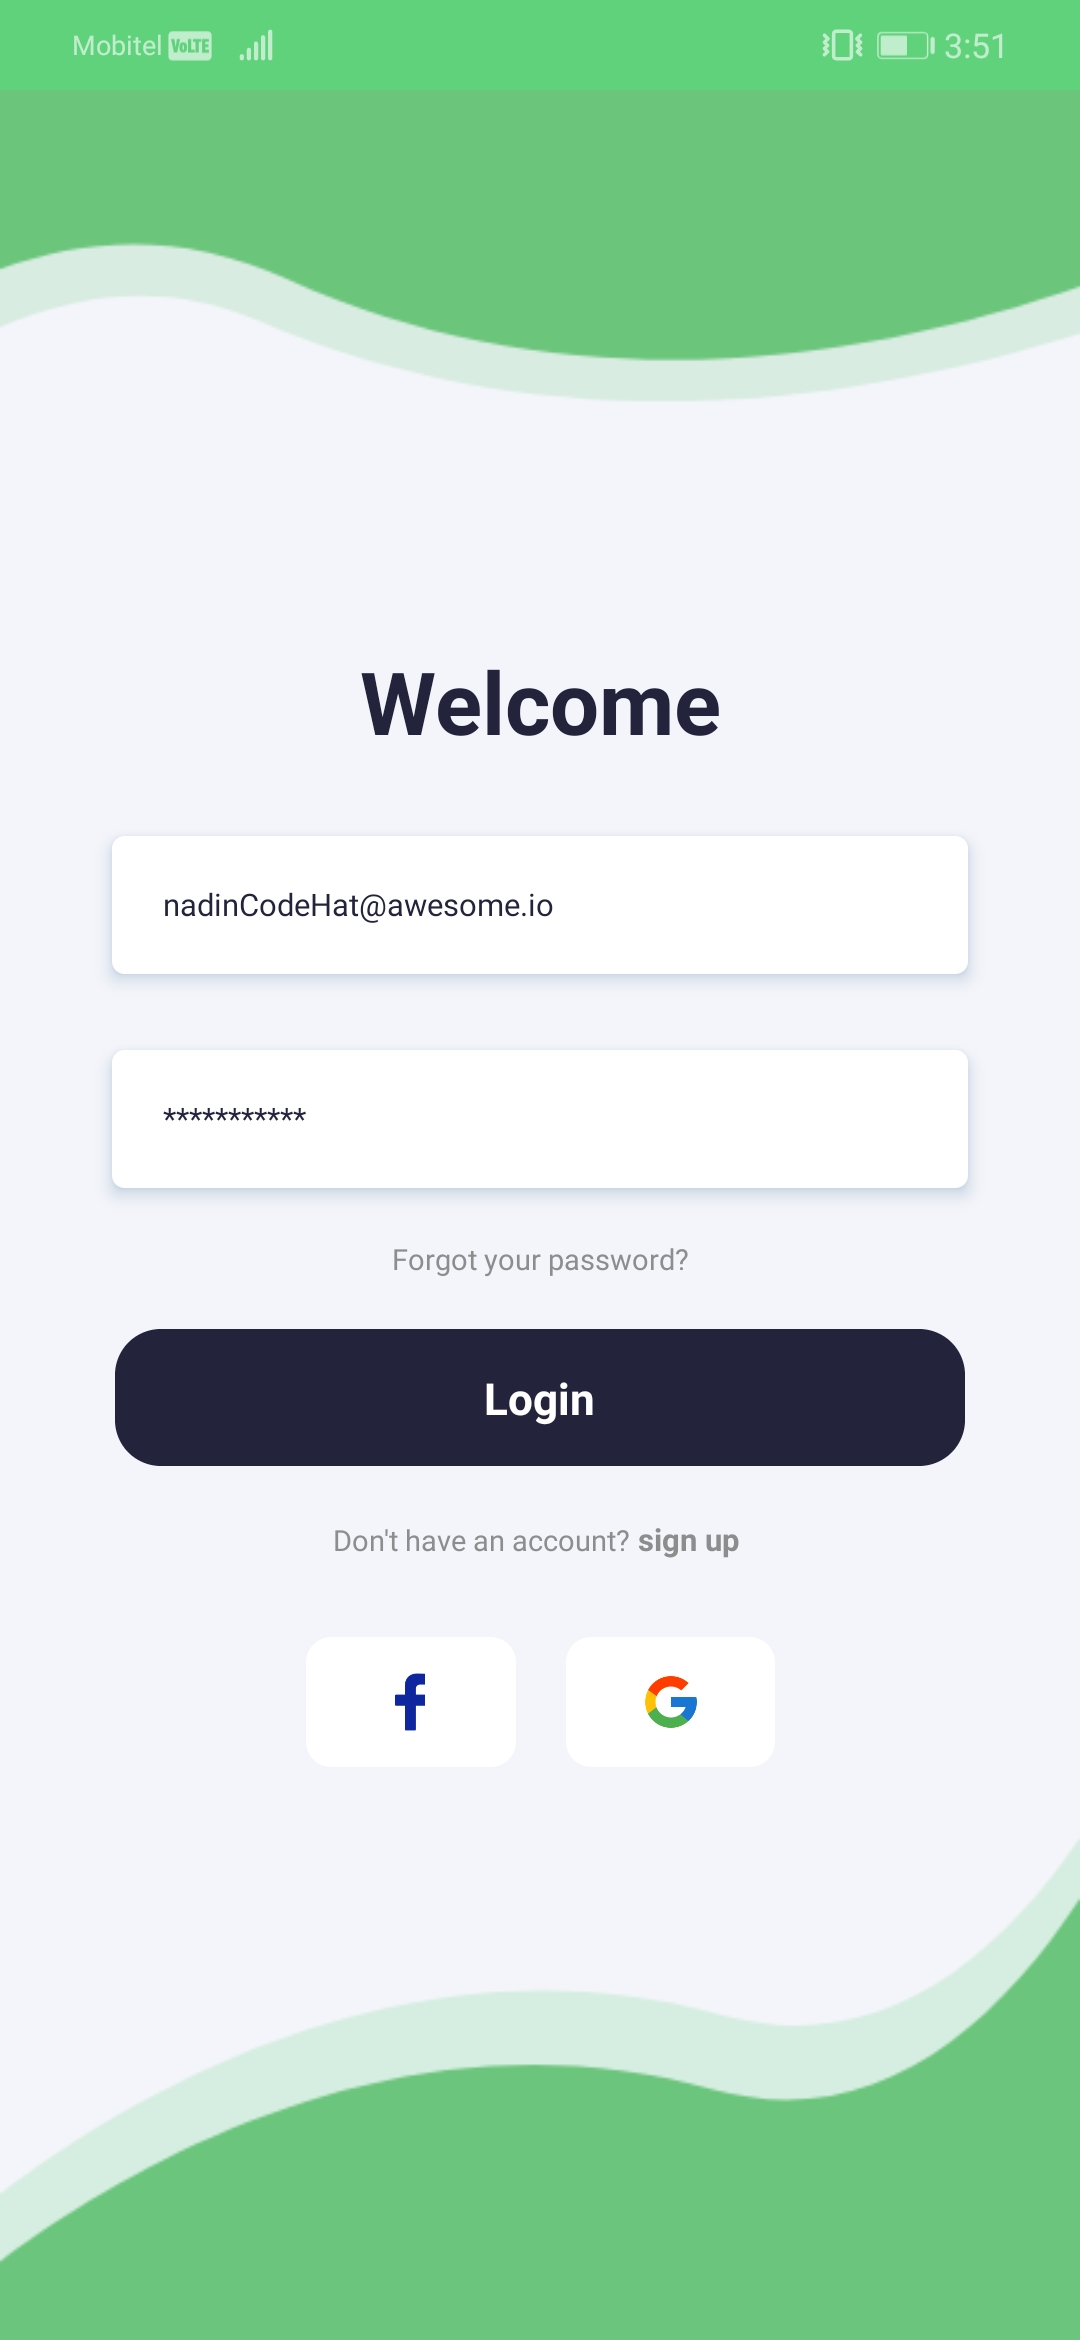 Mobitel VoLTE 3:51
Welcome
nadinCodeHat@awesome.io
***********
Forgot your password?
Login
Don't have an account? sign up